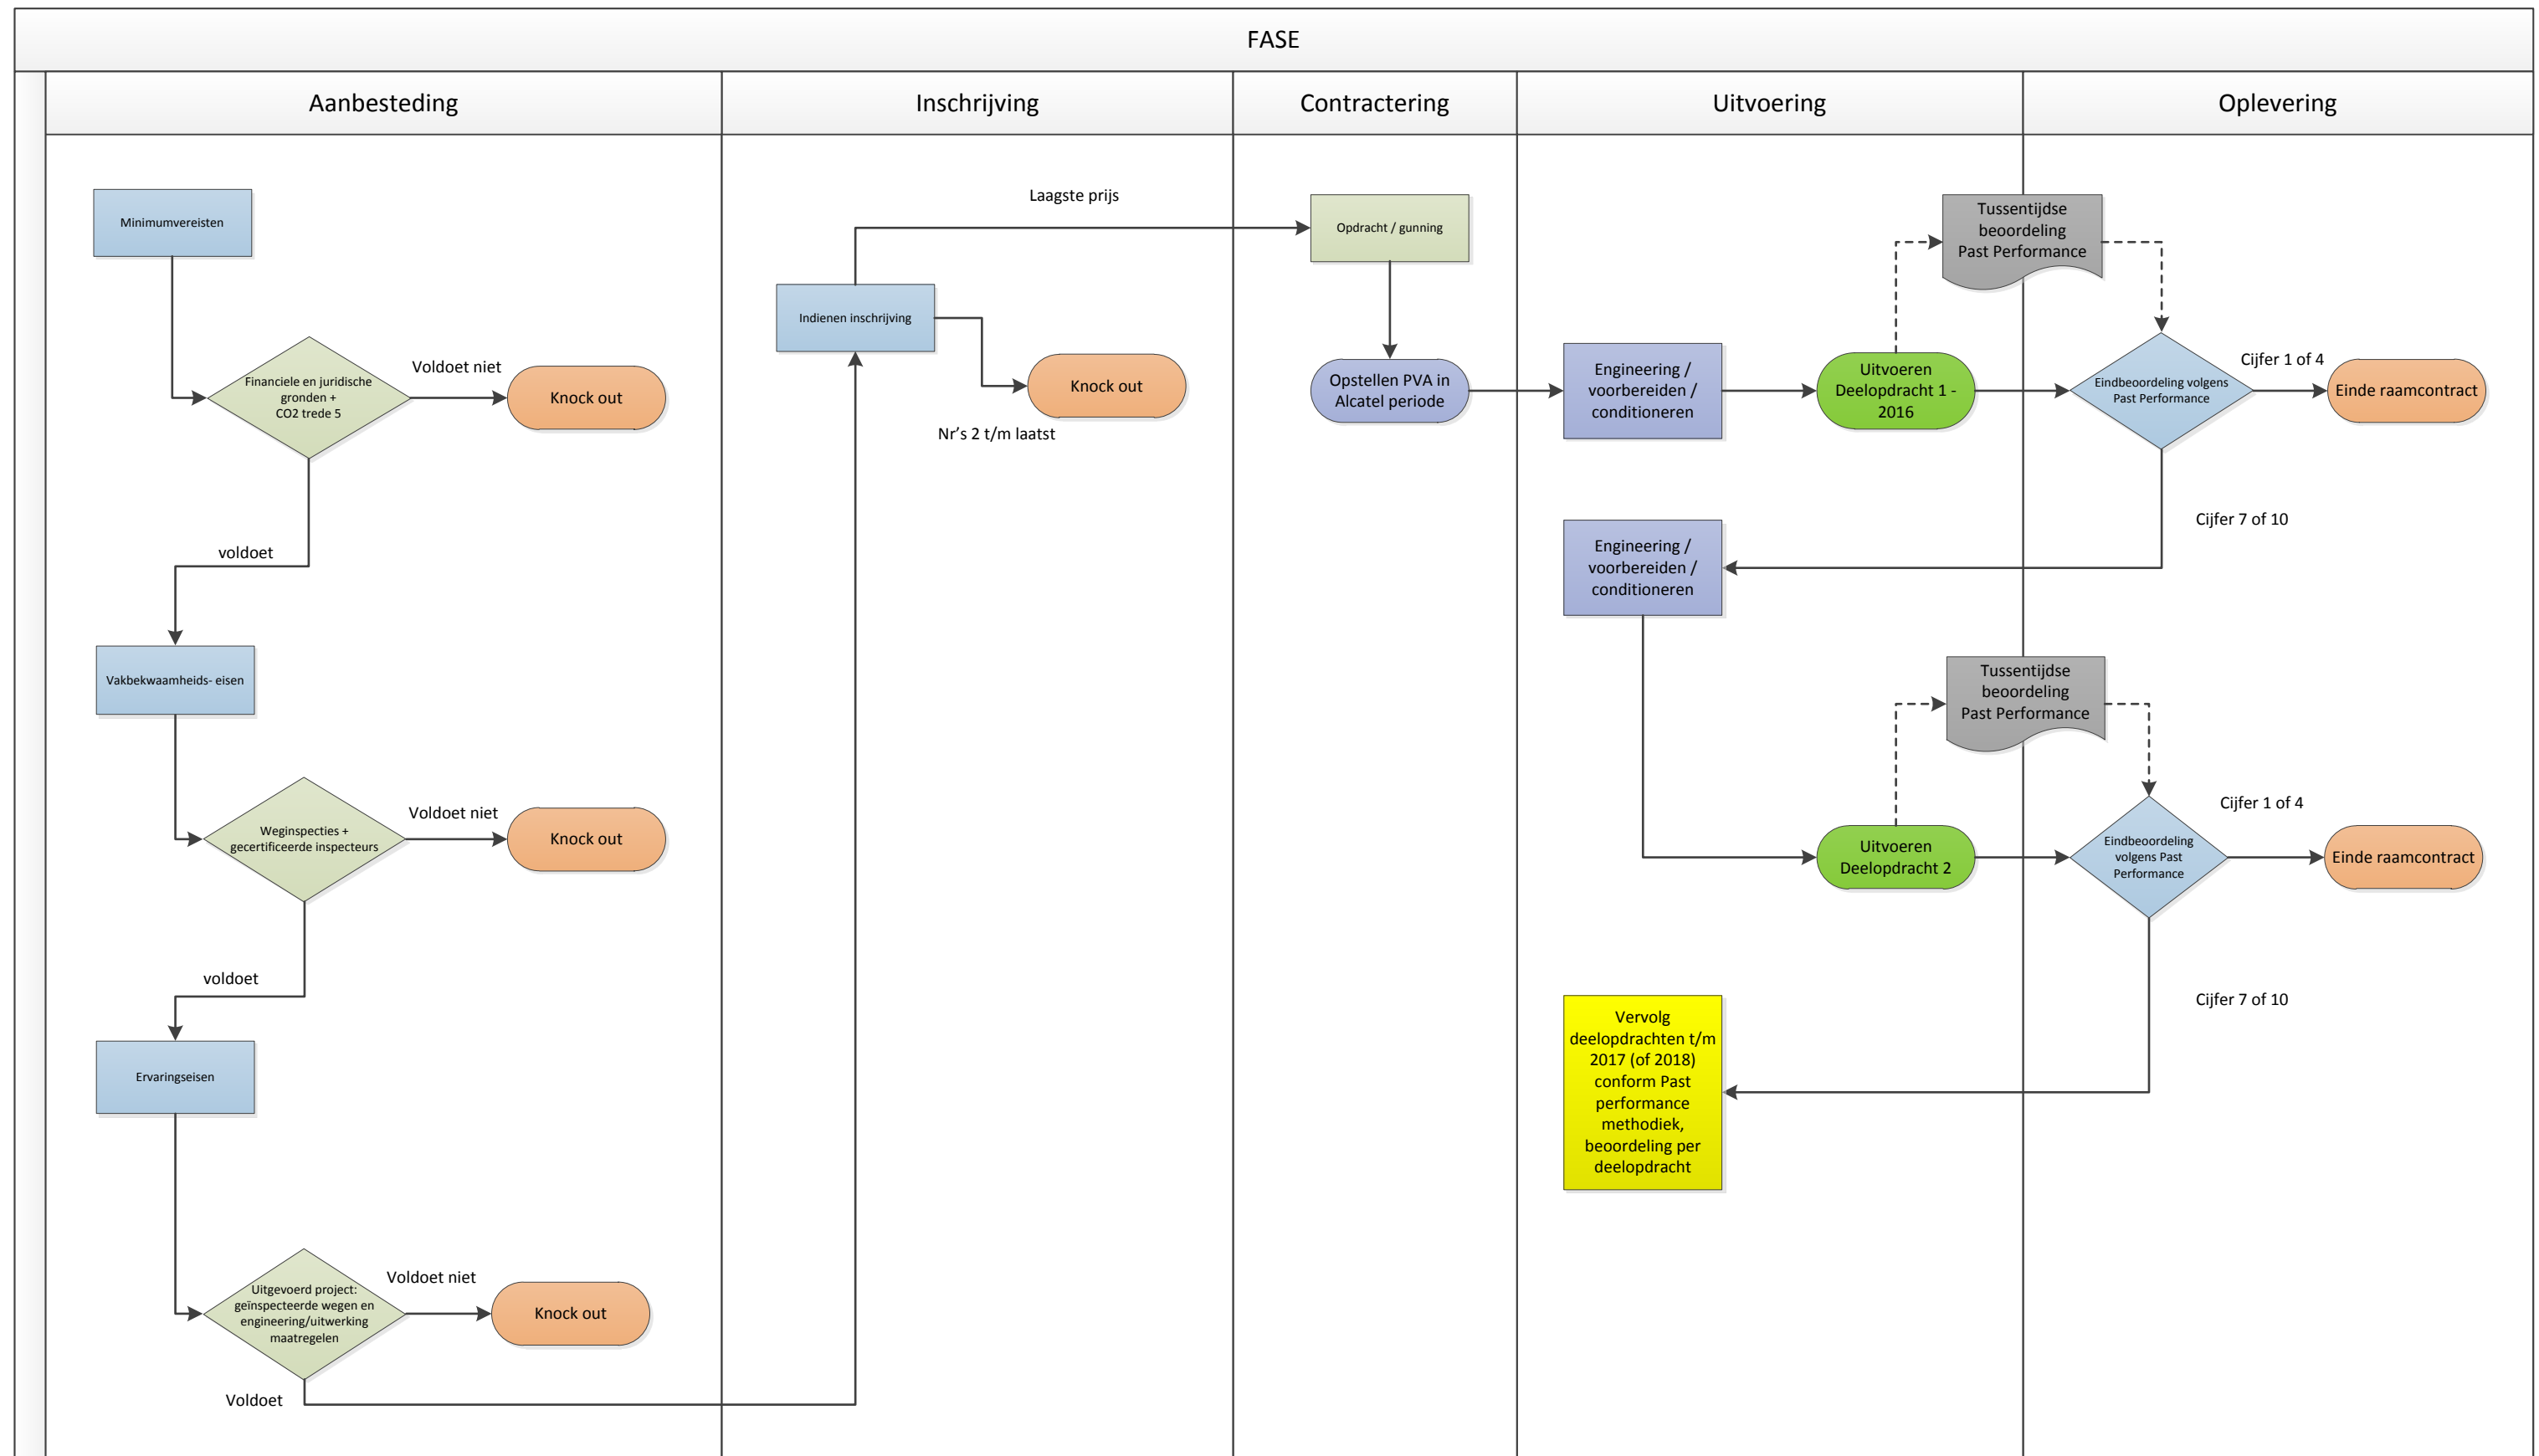 FASE
Aanbesteding
Inschrijving
Contractering
Uitvoering
Oplevering
Minimumvereisten
Financiele en juridische
gronden +
CO2 trede 5
Voldoet niet
Knock out
voldoet
Vakbekwaamheids- eisen
Weginspecties +
gecertificeerde inspecteurs
Voldoet niet
Knock out
voldoet
Ervaringseisen
Uitgevoerd project:
geïnspecteerde wegen en
engineering/uitwerking
maatregelen
Voldoet niet
Knock out
Voldoet
Laagste prijs
Indienen inschrijving
Knock out
Nr's 2 t/m laatst
Opdracht / gunning
Opstellen PVA in
Alcatel periode
Engineering /
voorbereiden /
conditioneren
Uitvoeren
Deelopdracht 1 -
2016
Tussentijdse
beoordeling
Past Performance
Eindbeoordeling volgens
Past Performance
Cijfer 1 of 4
Einde raamcontract
Cijfer 7 of 10
Engineering /
voorbereiden /
conditioneren
Tussentijdse
beoordeling
Past Performance
Uitvoeren
Deelopdracht 2
Eindbeoordeling
volgens Past
Performance
Cijfer 1 of 4
Einde raamcontract
Cijfer 7 of 10
Vervolg
deelopdrachten t/m
2017 (of 2018)
conform Past
performance
methodiek,
beoordeling per
deelopdracht